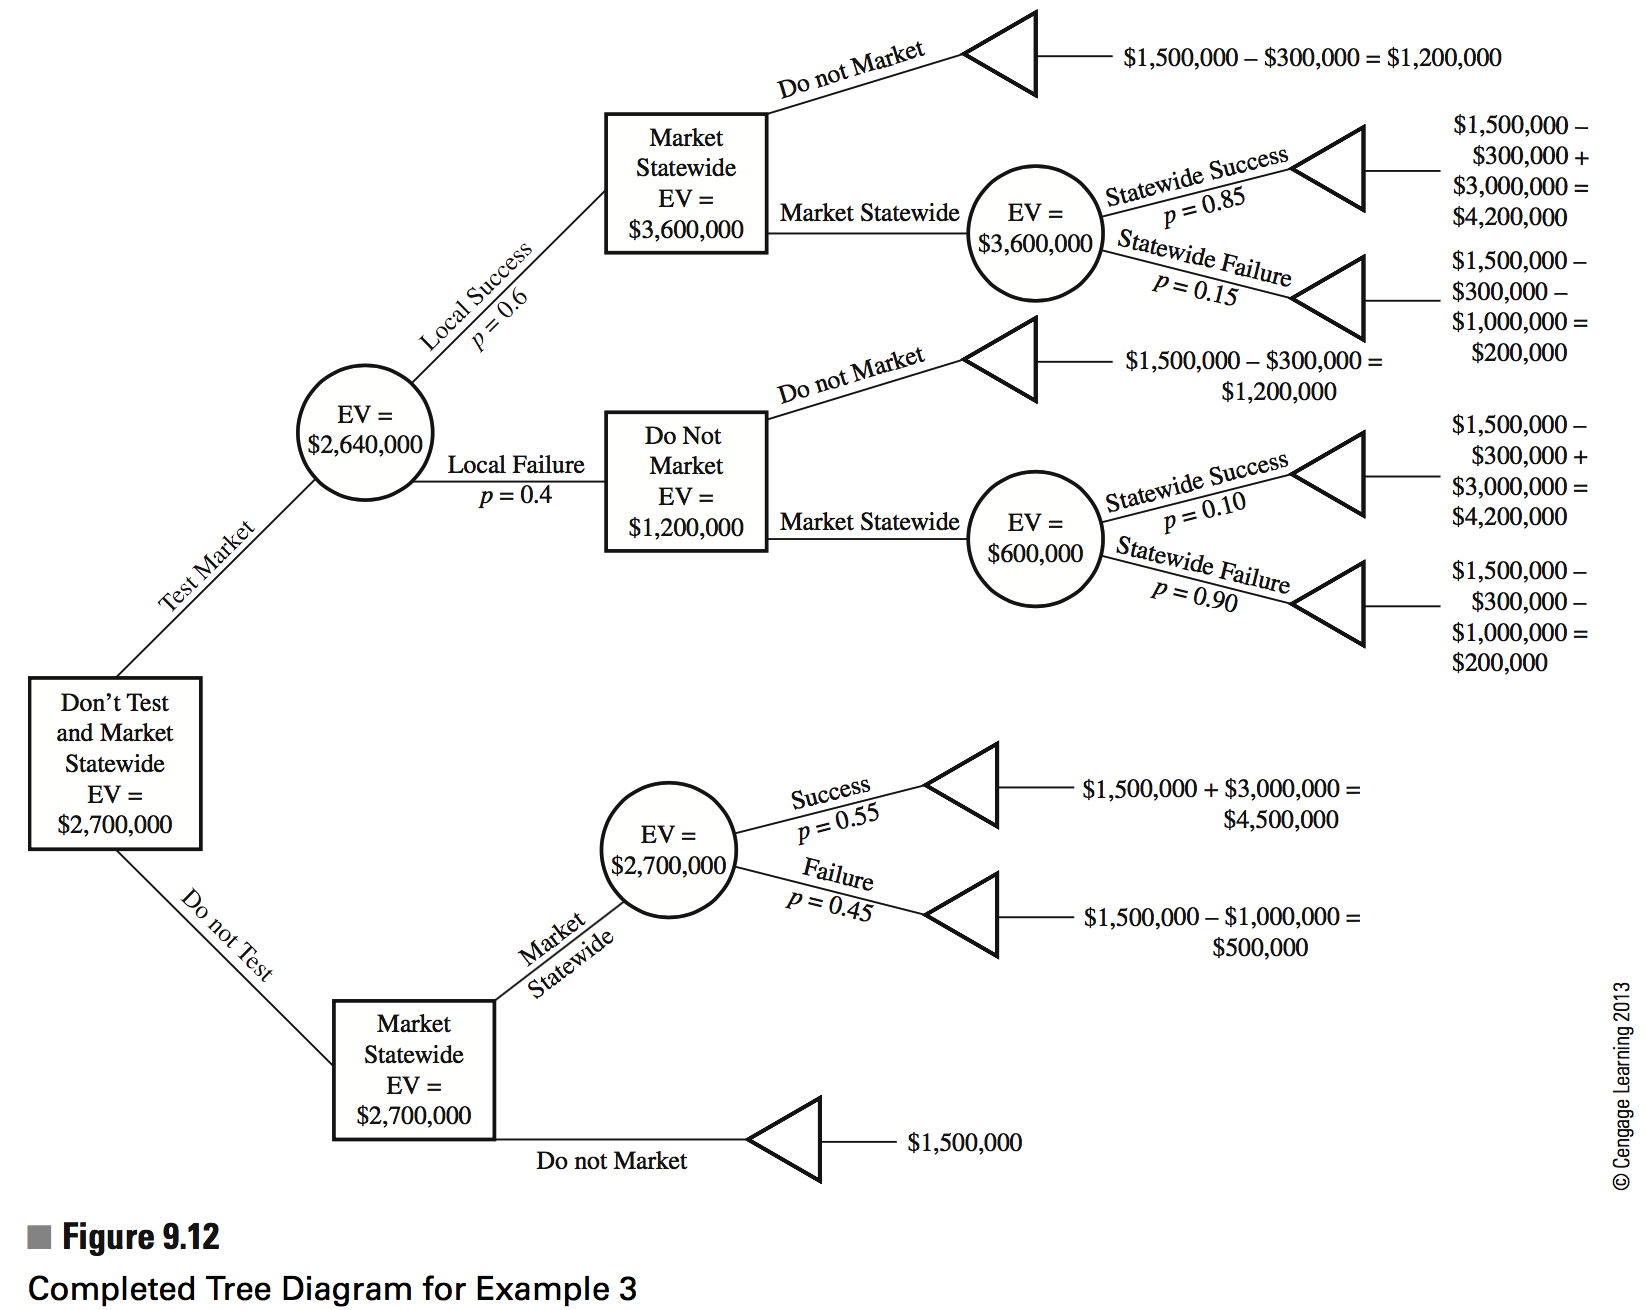 Do not Market
$1,500,000 – $300,000 = $1,200,000
Market
Statewide
EV =
$3,600,000
Market Statewide
EV =
$3,600,000
Statewide Success
p = 0.85
$1,500,000 –
$300,000 +
$3,000,000 =
$4,200,000
Statewide Failure
p = 0.15
$1,500,000 –
$300,000 –
$1,000,000 =
$200,000
Local Success
p = 0.6
EV =
$2,640,000
Local Failure
p = 0.4
Do not Market
$1,500,000 – $300,000 =
$1,200,000
Do Not
Market
EV =
$1,200,000
Market Statewide
EV =
$600,000
Statewide Success
p = 0.10
$1,500,000 –
$300,000 +
$3,000,000 =
$4,200,000
Statewide Failure
p = 0.90
$1,500,000 –
$300,000 –
$1,000,000 =
$200,000
Test Market
Don’t Test
and Market
Statewide
EV =
$2,700,000
Do not Test
Market
Statewide
EV =
$2,700,000
Market
Statewide
EV =
$2,700,000
Success
p = 0.55
$1,500,000 + $3,000,000 =
$4,500,000
Failure
p = 0.45
$1,500,000 – $1,000,000 =
$500,000
Do not Market
$1,500,000
© Cengage Learning 2013
Figure 9.12
Completed Tree Diagram for Example 3